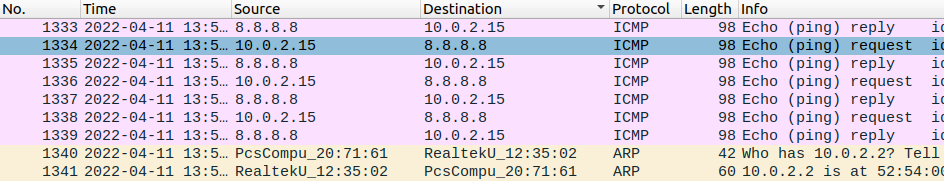 No. Time Source Destination Protocol Length Info
1333 2022-04-11 13:5… 8.8.8.8 10.0.2.15 ICMP 98 Echo (ping) reply
1334 2022-04-11 13:5… 10.0.2.15 8.8.8.8 ICMP 98 Echo (ping) request
1335 2022-04-11 13:5… 8.8.8.8 10.0.2.15 ICMP 98 Echo (ping) reply
1336 2022-04-11 13:5… 10.0.2.15 8.8.8.8 ICMP 98 Echo (ping) request
1337 2022-04-11 13:5… 8.8.8.8 10.0.2.15 ICMP 98 Echo (ping) reply
1338 2022-04-11 13:5… 10.0.2.15 8.8.8.8 ICMP 98 Echo (ping) request
1339 2022-04-11 13:5… 8.8.8.8 10.0.2.15 ICMP 98 Echo (ping) reply
1340 2022-04-11 13:5… PcsCompu_20:71:61 RealtekU_12:35:02 ARP 42 Who has 10.0.2.2? Tell
1341 2022-04-11 13:5… RealtekU_12:35:02 PcsCompu_20:71:61 ARP 60 10.0.2.2 is at 52:54:00